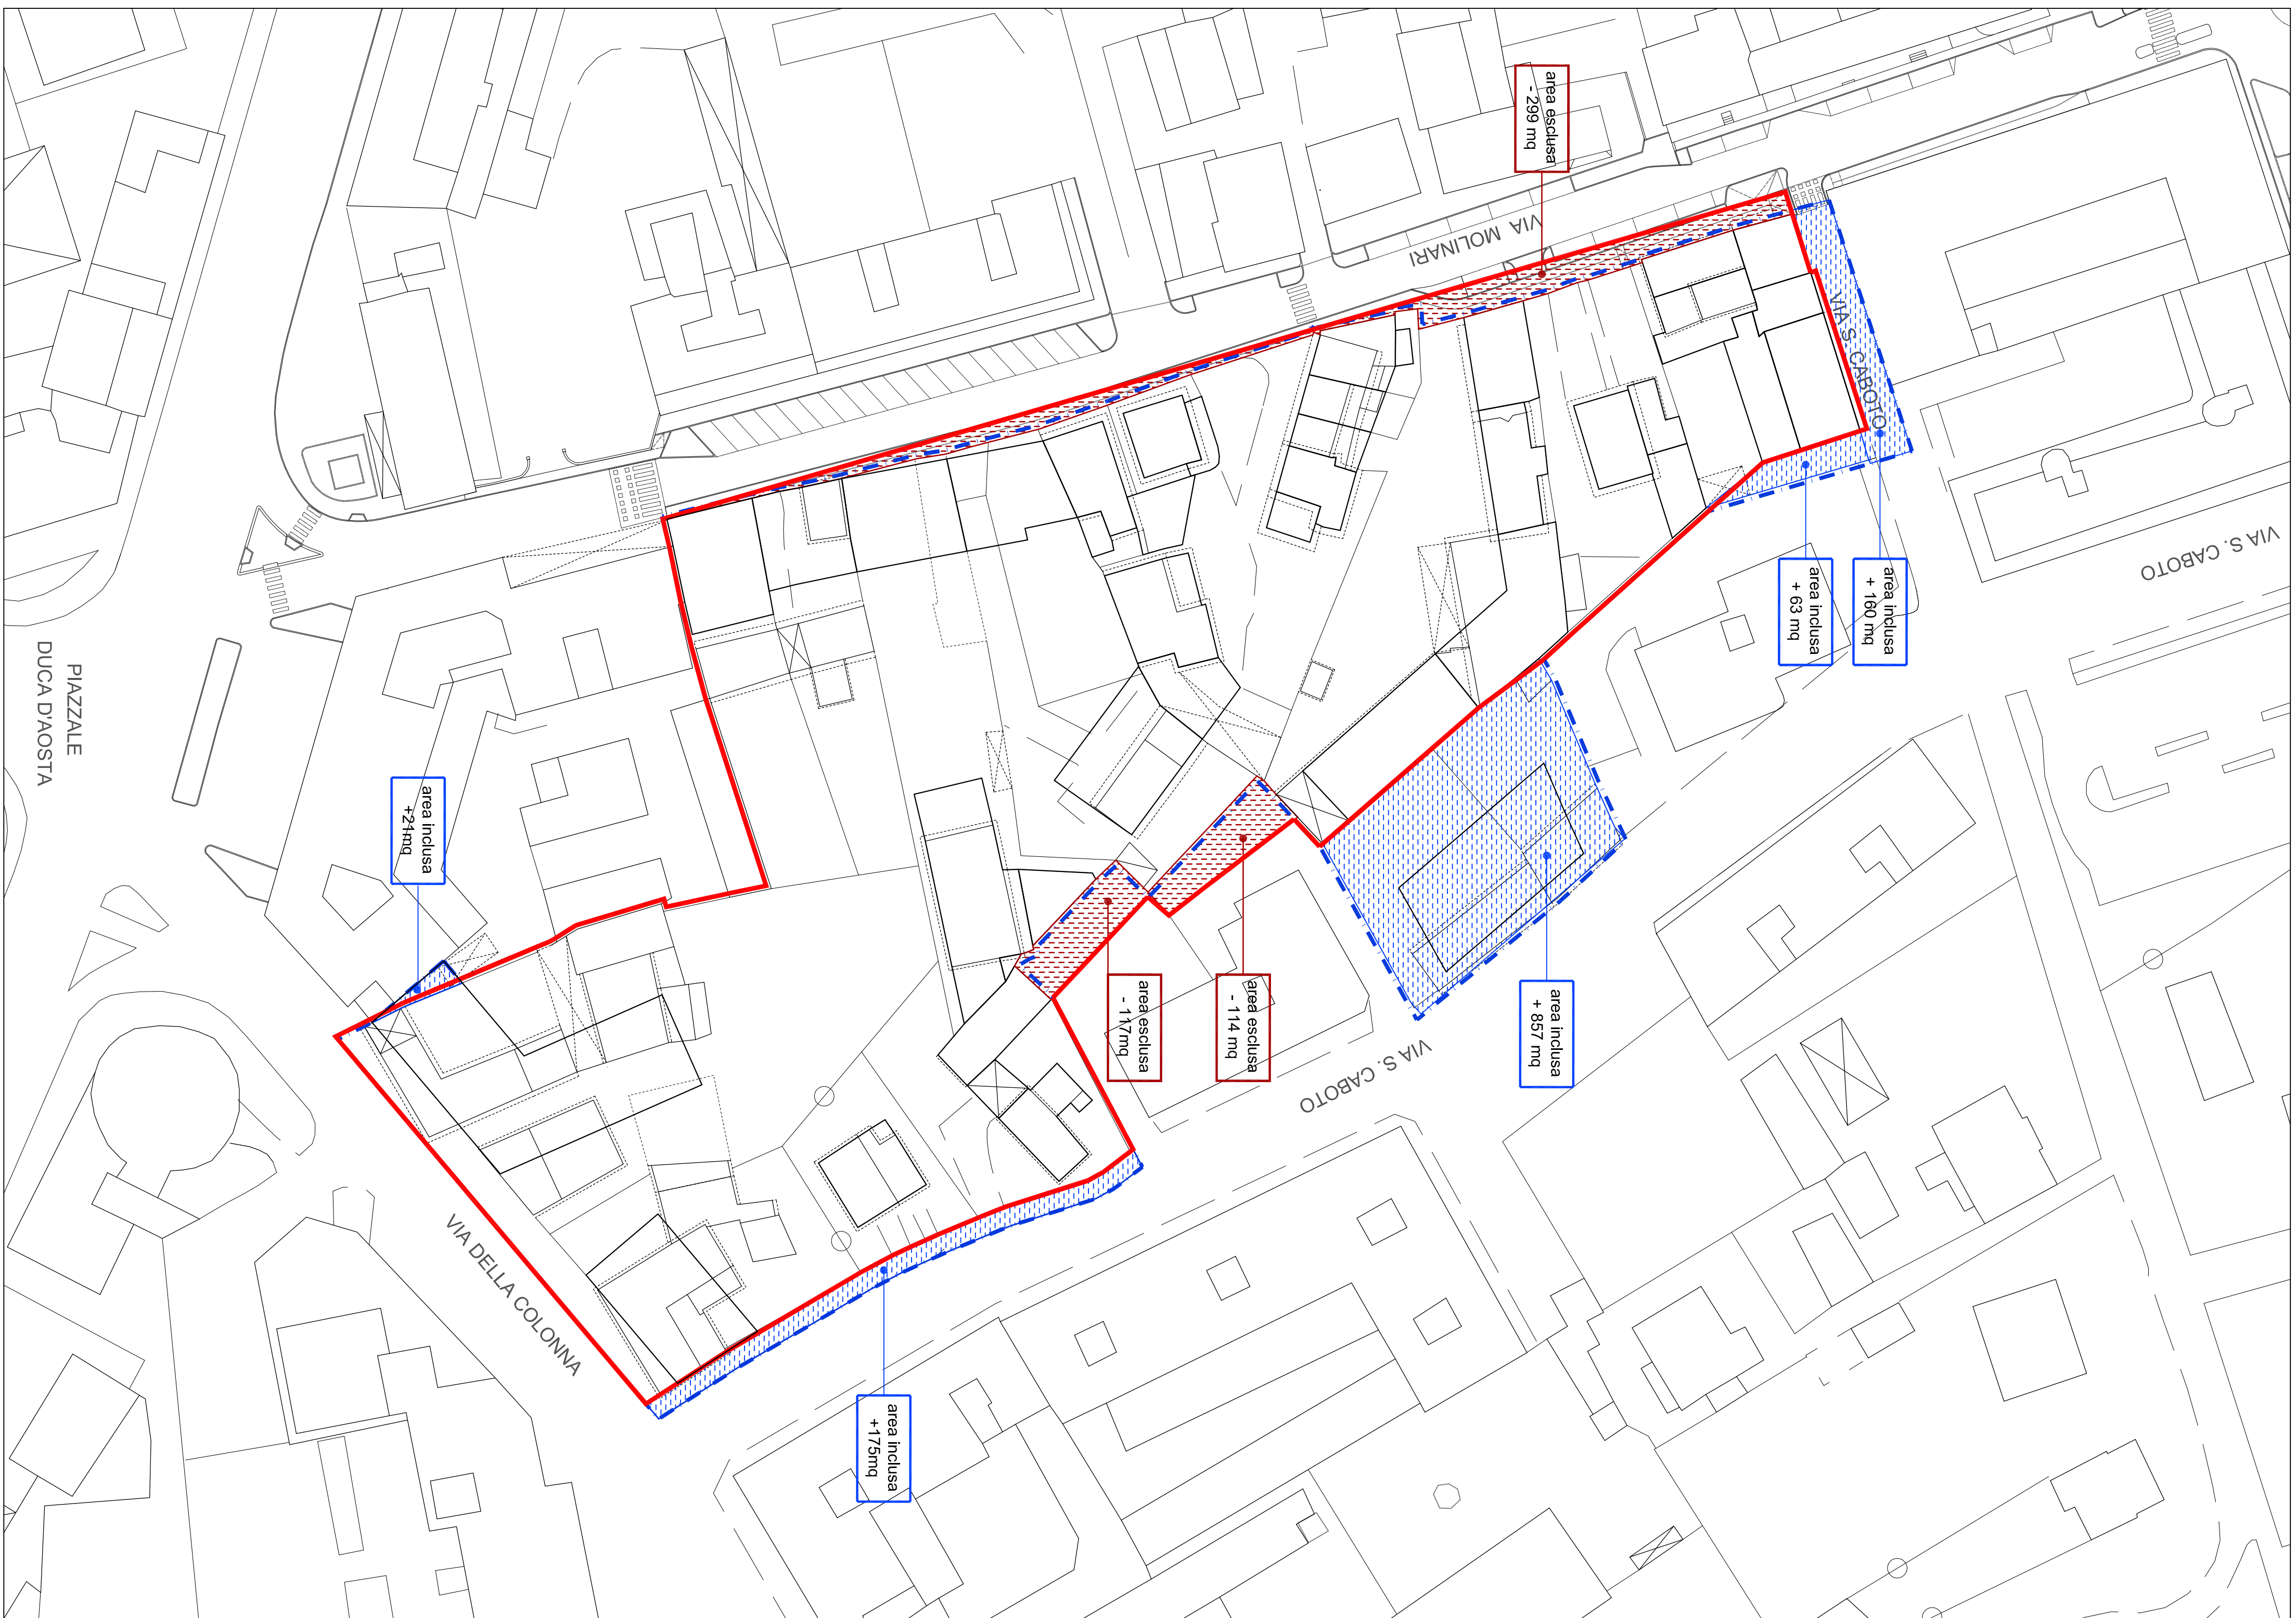 area esclusa
- 299 mq
VIA MOLINARI
VIA S. CABOTO
VIA S. CABOTO
area inclusa
+ 160 mq
area inclusa
+ 63 mq
PIAZZALE
DUCA D'AOSTA
area inclusa
+21mq
area esclusa
- 117mq
area esclusa
- 114 mq
area inclusa
+ 857 mq
VIA S. CABOTO
VIA DELLA COLONNA
area inclusa
+175mq